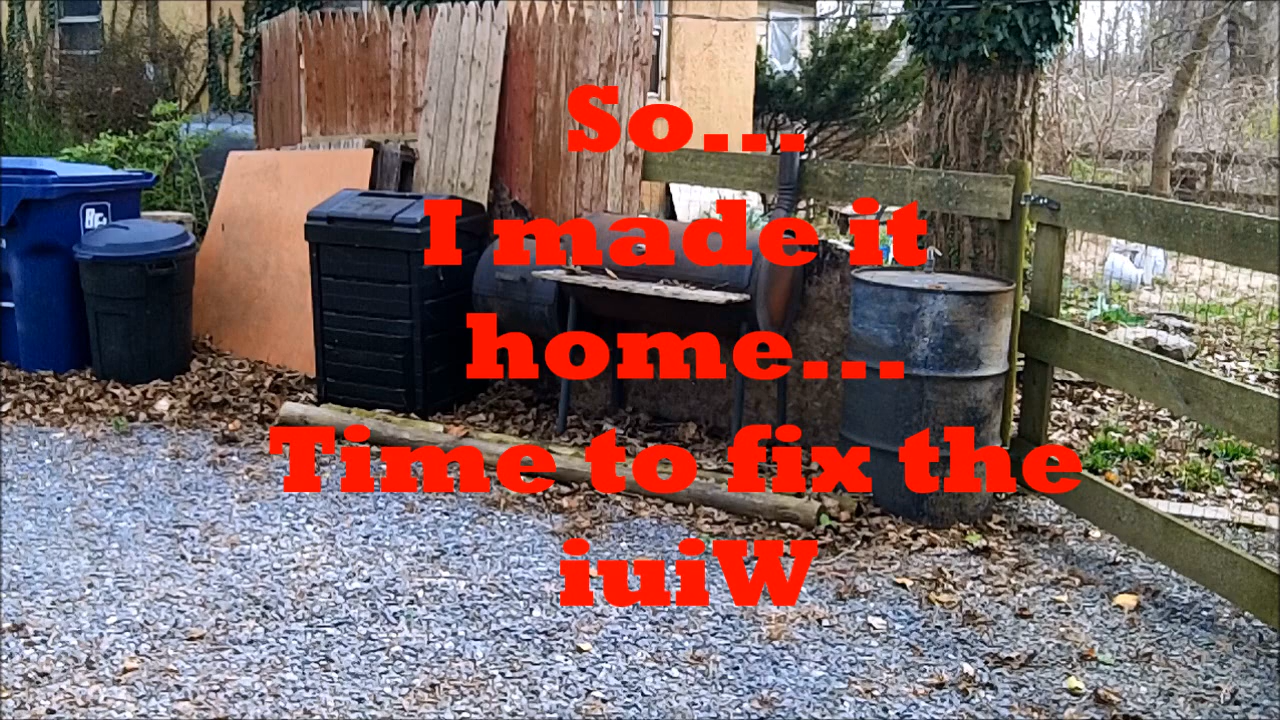 So...
I made it
home...
Time to fix the
iuiW